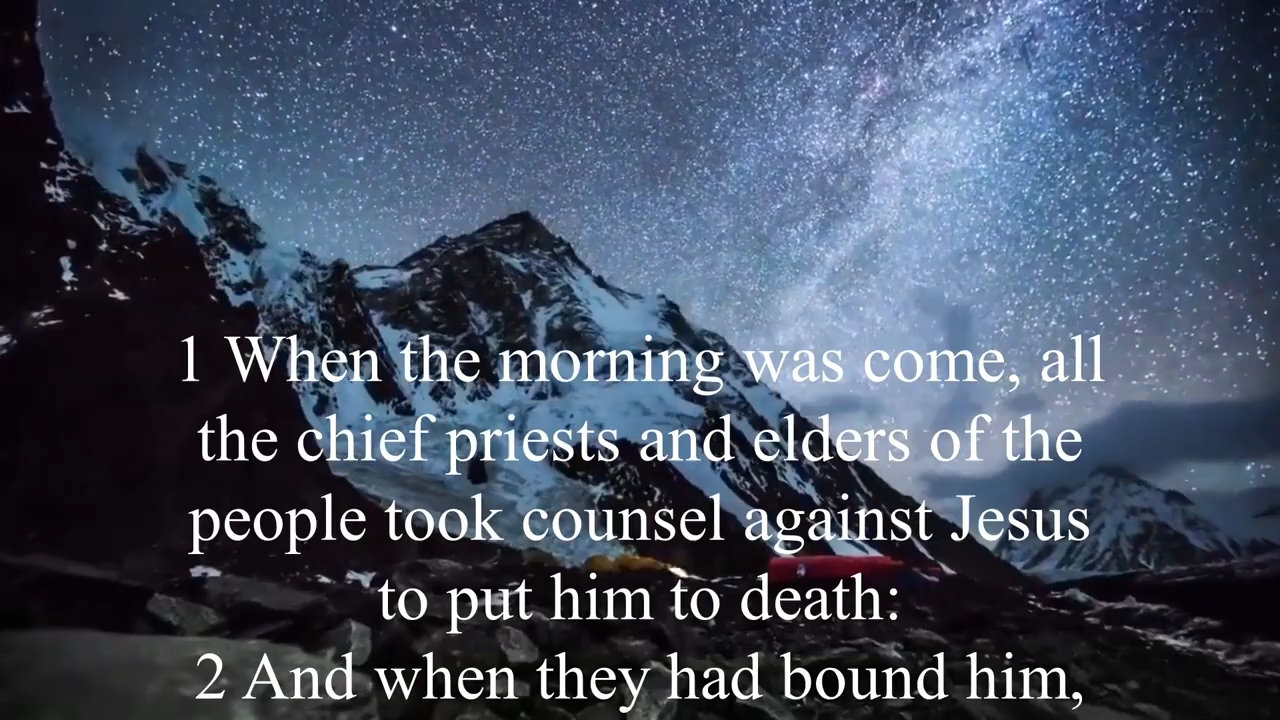 1 When the morning was come, all
the chief priests and elders of the
people took counsel against Jesus
to put him to death:
2 And when they had bound him,